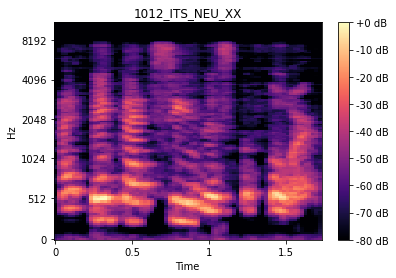 1012_ITS_NEU_XX
8192
4096
2048
1024
512
0
Hz
0
0.5
1
1.5
Time
+0 dB
-10 dB
-20 dB
-30 dB
-40 dB
-50 dB
-60 dB
-70 dB
-80 dB